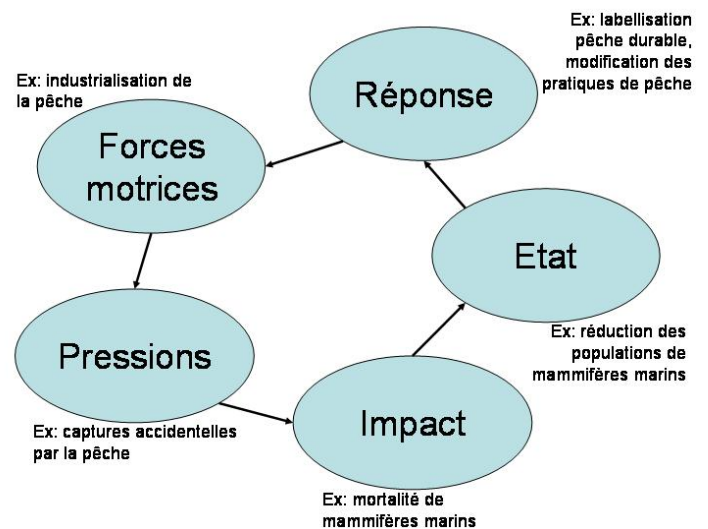 Ex: labellisation
pêche durable,
modification des
pratiques de pêche
Réponse
Ex: industrialisation de
la pêche
Forces
motrices
Etat
Ex: réduction des
populations de
mammifères marins
Pressions
Ex: captures accidentelles
par la pêche
Impact
Ex: mortalité de
mammifères marins